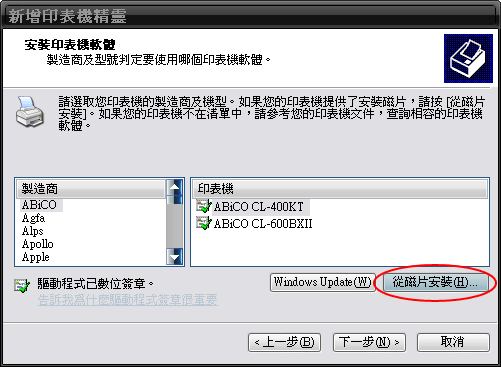 新增印表機精靈
安裝印表機軟體
製造商及型號判定要使用哪個印表機軟體。
請選取您印表機的製造商及機型。如果您的印表機提供了安裝磁片，請按 [從磁片
安裝]。如果您的印表機不在清單中，請參考您的印表機文件，查詢相容的印表機
軟體。
製造商
ABiCO
Agfa
Alps
Apollo
Apple
印表機
ABiCO CL-400KT
ABiCO CL-600BXII
驅動程式已數位簽章。
告訴我為什麼驅動程式簽章很重要
Windows Update(W)
從磁片安裝(H)...
< 上一步(B)
下一步(N) >
取消